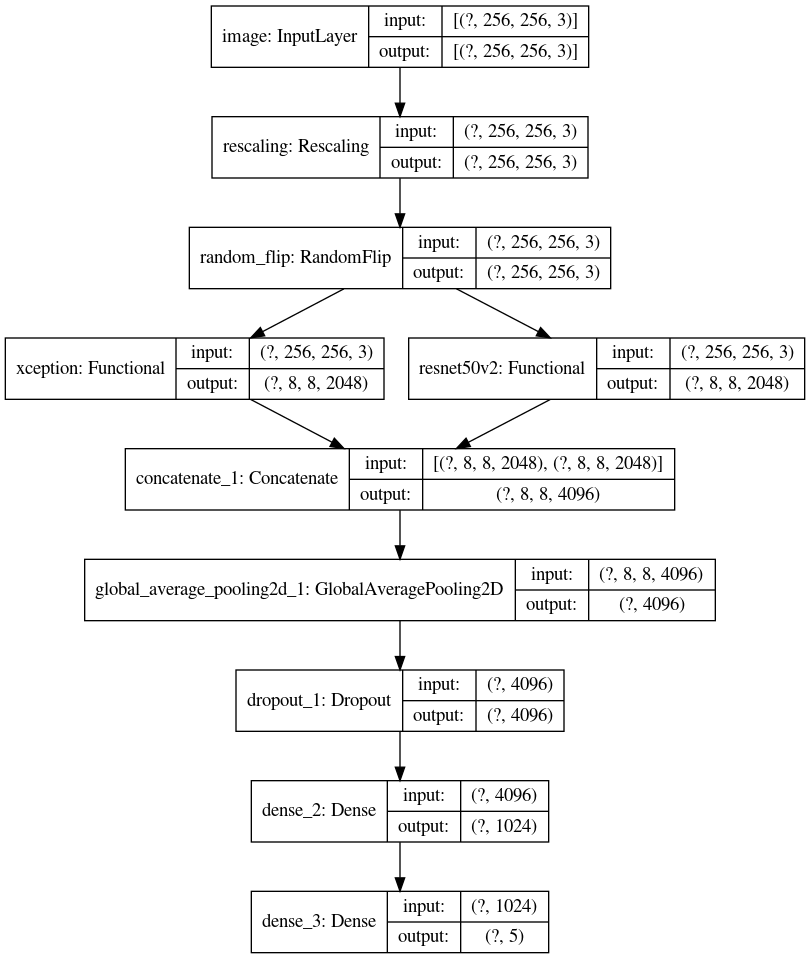 image: InputLayer
input:
[(?, 256, 256, 3)]
output:
[(?, 256, 256, 3)]
rescaling: Rescaling
input:
(?, 256, 256, 3)
output:
(?, 256, 256, 3)
random_flip: RandomFlip
input:
(?, 256, 256, 3)
output:
(?, 256, 256, 3)
xception: Functional
input:
(?, 256, 256, 3)
output:
(?, 8, 8, 2048)
resnet50v2: Functional
input:
(?, 256, 256, 3)
output:
(?, 8, 8, 2048)
concatenate_1: Concatenate
input:
[(?, 8, 8, 2048), (?, 8, 8, 2048)]
output:
(?, 8, 8, 4096)
global_average_pooling2d_1: GlobalAveragePooling2D
input:
(?, 8, 8, 4096)
output:
(?, 4096)
dropout_1: Dropout
input:
(?, 4096)
output:
(?, 4096)
dense_2: Dense
input:
(?, 4096)
output:
(?, 1024)
dense_3: Dense
input:
(?, 1024)
output:
(?, 5)